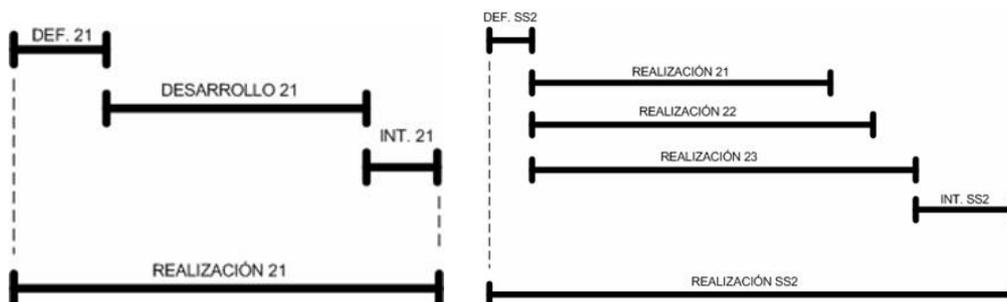 DEF. 21
DESARROLLO 21
INT. 21
REALIZACIÓN 21
DEF. SS2
REALIZACIÓN 21
REALIZACIÓN 22
REALIZACIÓN 23
INT. SS2
REALIZACIÓN SS2